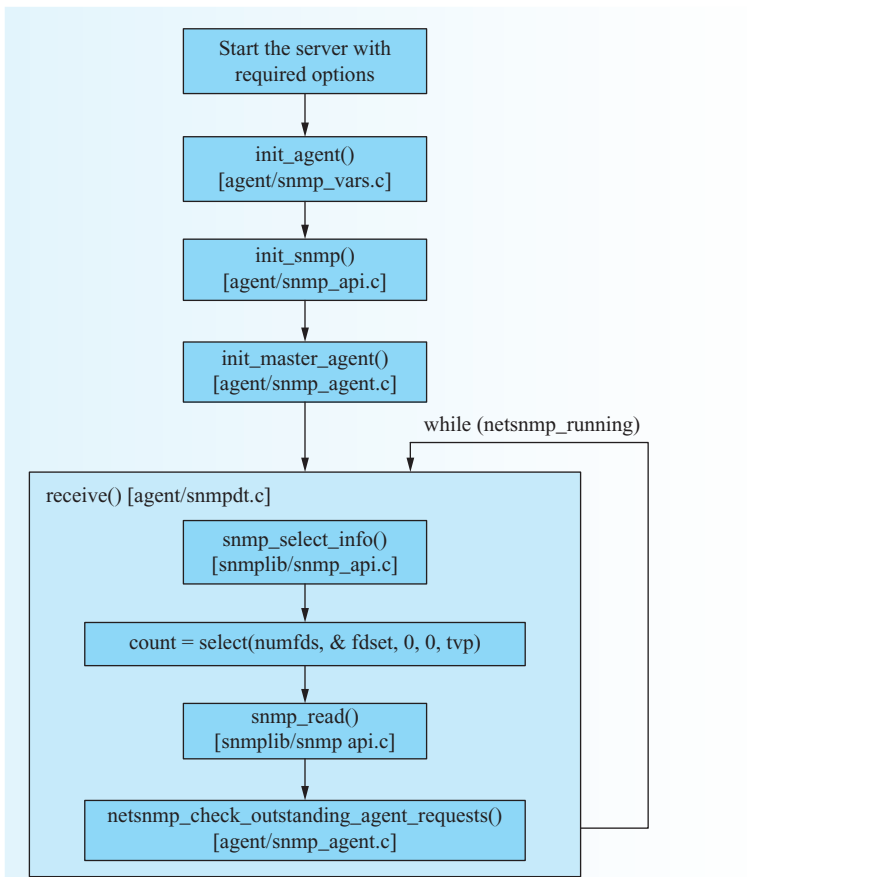 Start the server with
required options
init_agent()
[agent/snmp_vars.c]
init_snmp()
[agent/snmp_api.c]
init_master_agent()
[agent/snmp_agent.c]
while (netsnmp_running)
receive() [agent/snmpdt.c]
snmp_select_info()
[snmplib/snmp_api.c]
count = select(numfds, & fdset, 0, 0, tvp)
snmp_read()
[snmplib/snmp api.c]
netsnmp_check_outstanding_agent_requests()
[agent/snmp_agent.c]